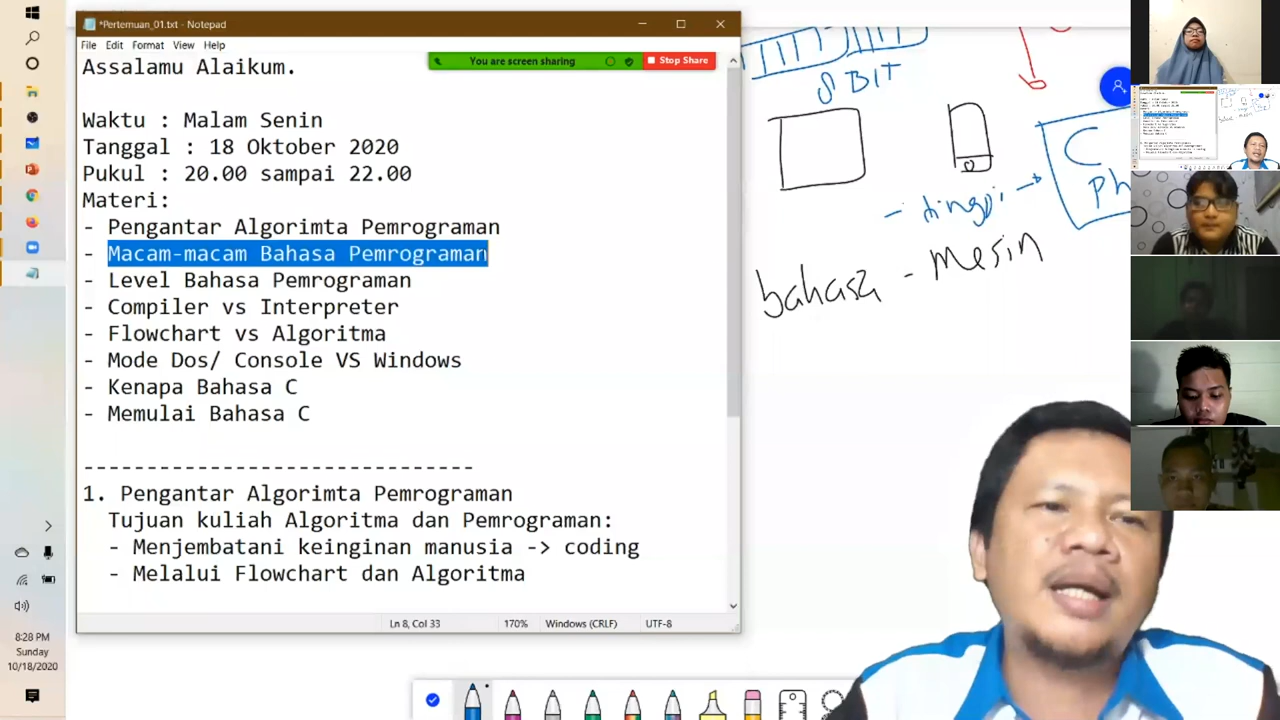 *Pertemuan_01.txt - Notepad
File Edit Format View Help
You are screen sharing
Stop Share
Assalamu Alaikum.
Waktu : Malam Senin
Tanggal : 18 Oktober 2020
Pukul : 20.00 sampai 22.00
Materi:
- Pengantar Algorimta Pemrograman
- Macam-macam Bahasa Pemrograman
- Level Bahasa Pemrograman
- Compiler vs Interpreter
- Flowchart vs Algoritma
- Mode Dos/ Console VS Windows
- Kenapa Bahasa C
- Memulai Bahasa C
-------------------------------
1. Pengantar Algorimta Pemrograman
Tujuan kuliah Algoritma dan Pemrograman:
- Menjembatani keinginan manusia -> coding
- Melalui Flowchart dan Algoritma
Ln 8, Col 33 170% Windows (CRLF) UTF-8
8 BIT
- tinggi →
C
Ph
bahasa - mesin
8:28 PM
Sunday
10/18/2020